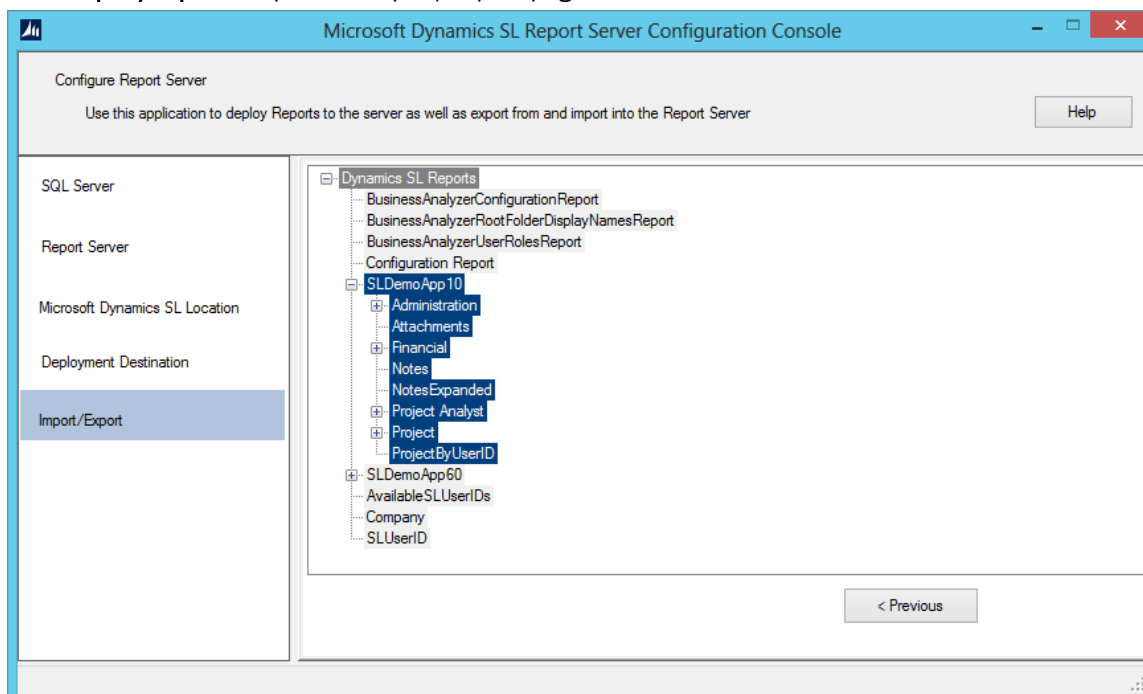 Microsoft Dynamics SL Report Server Configuration Console
Configure Report Server
Use this application to deploy Reports to the server as well as export from and import into the Report Server
Help
SQL Server
Report Server
Microsoft Dynamics SL Location
Deployment Destination
Import/Export
Dynamics SL Reports
BusinessAnalyzerConfigurationReport
BusinessAnalyzerRootFolderDisplayNamesReport
BusinessAnalyzerUserRolesReport
Configuration Report
SLDemoApp10
Administration
Attachments
Financial
Notes
NotesExpanded
Project Analyst
Project
ProjectByUserID
SLDemoApp60
AvailableSLUserIDs
Company
SLUserID
< Previous